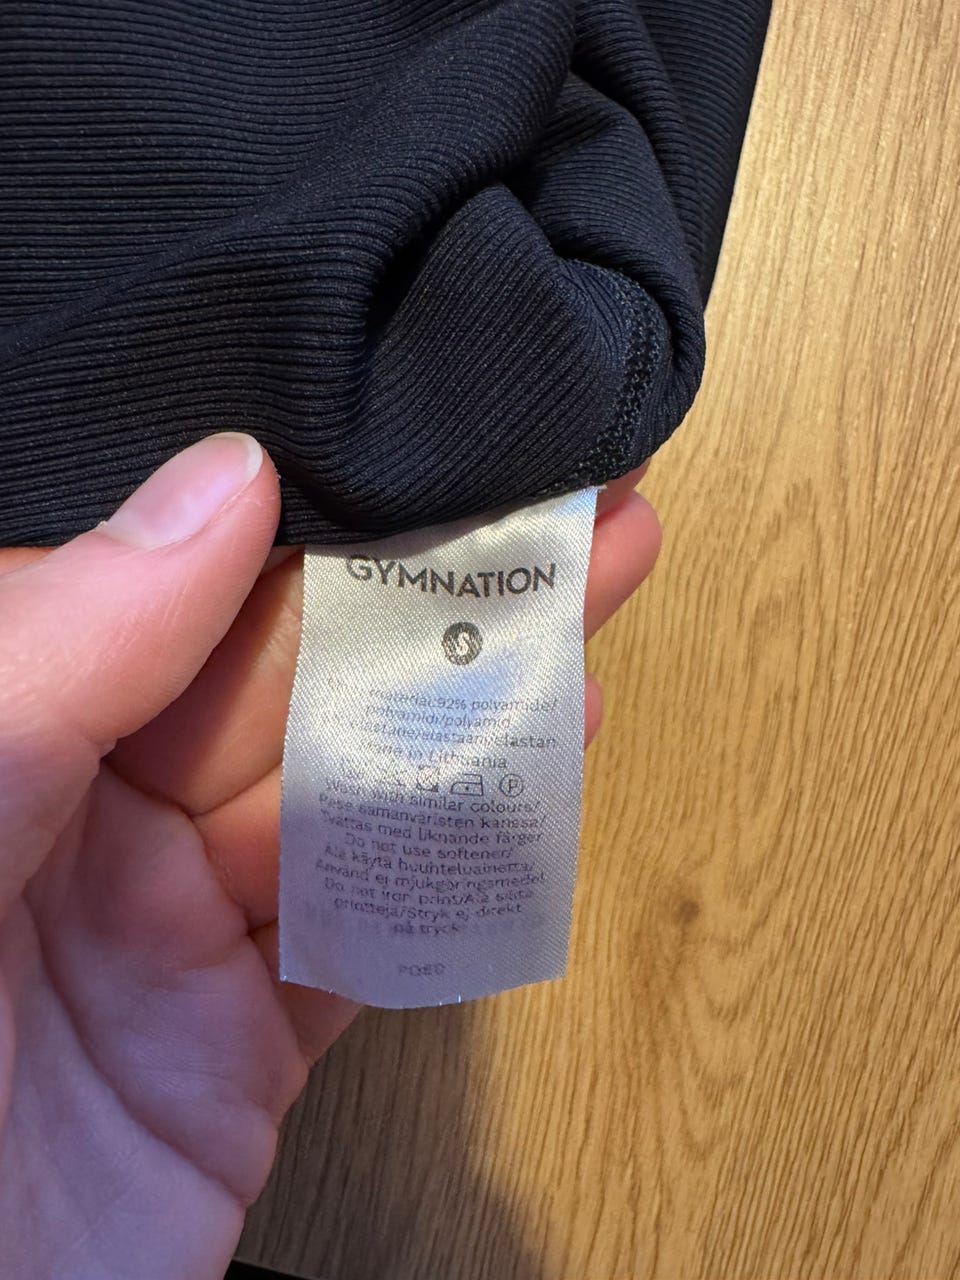 GYMNATION
S
material:92% polyamide/
Polyamidi/polyamid
elastane/elastaani/elastan
Made in Lithuania
P
Wash with similar colours/
Pese samanväristen kanssa/
Tvättas med liknande färger
Do not use softener/
Älä käytä huuhteluainetta/
Använd ej mjukgöringsmedel
Do not iron print/Älä silitä
printtejä/Stryk ej direkt
på tryck